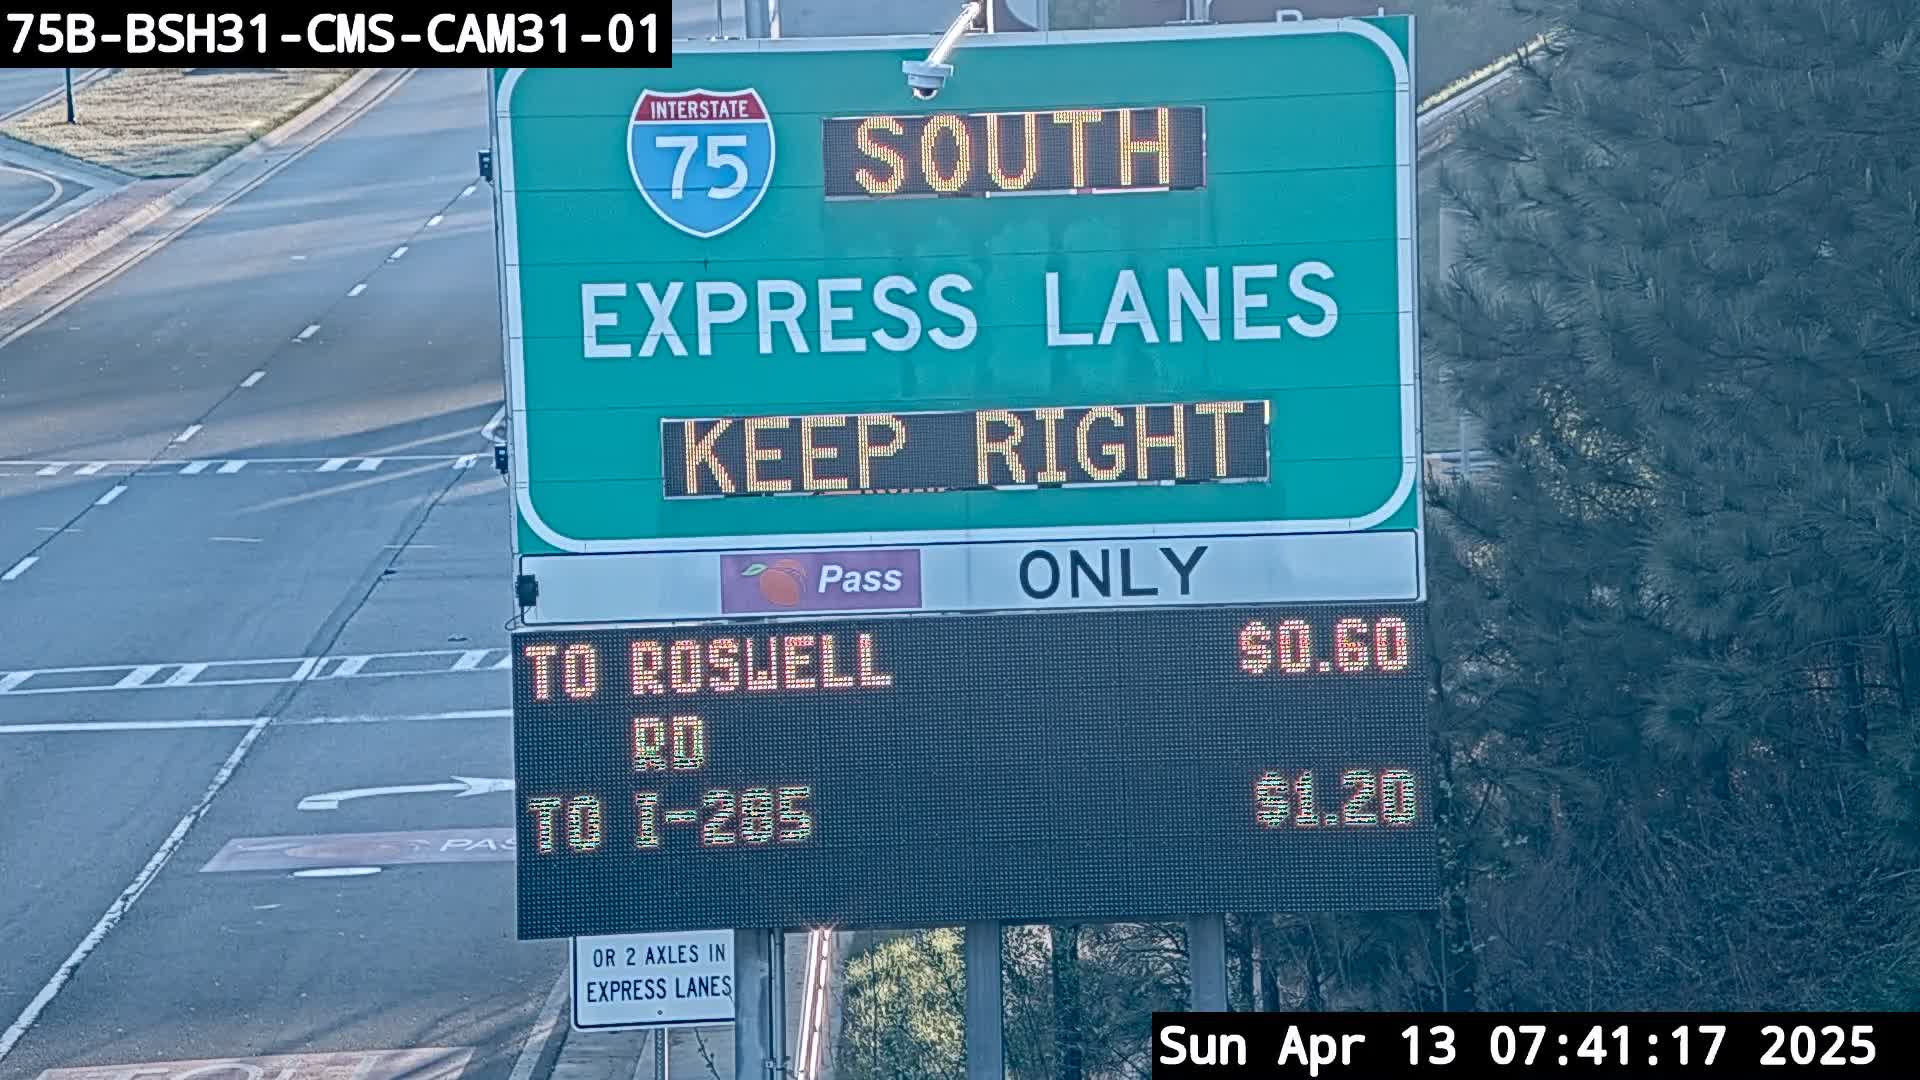 75B-BSH31-CMS-CAM31-01
INTERSTATE
75
SOUTH
EXPRESS LANES
KEEP RIGHT
Pass ONLY
TO ROSWELL $0.60
RD
TO I-285 $1.20
OR 2 AXLES IN
EXPRESS LANES
Sun Apr 13 07:41:17 2025